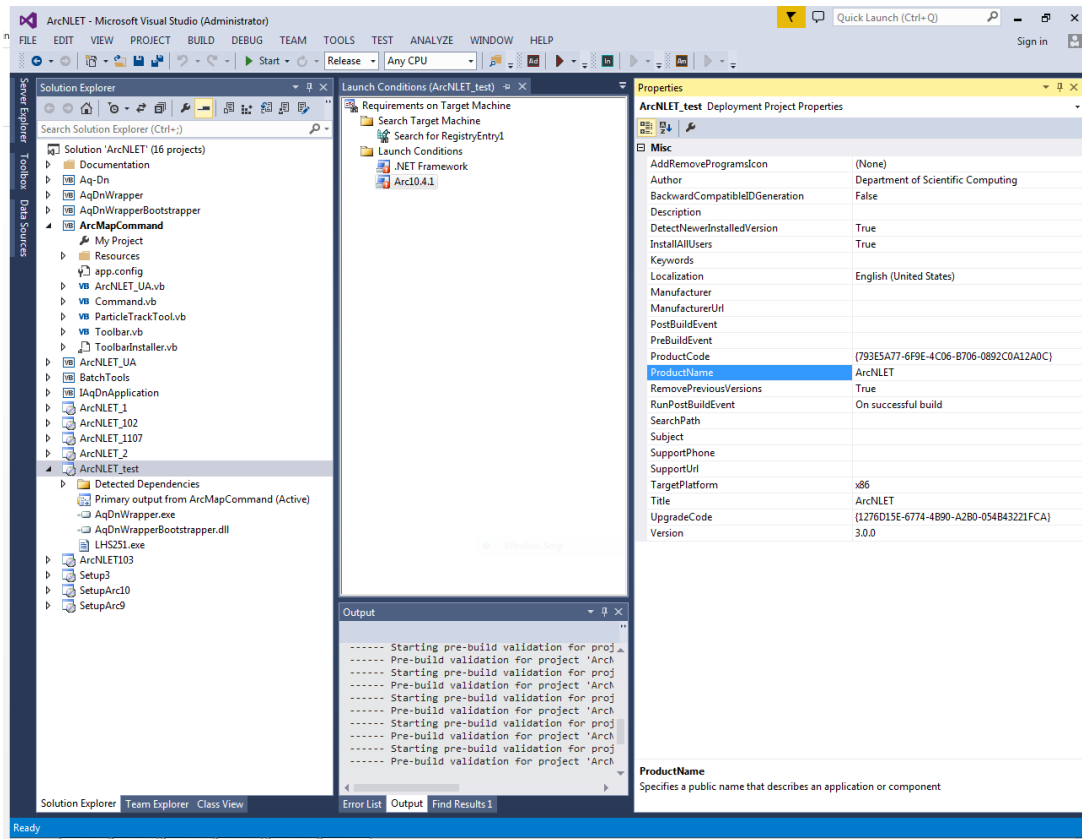 ArcNLET - Microsoft Visual Studio (Administrator)
Quick Launch (Ctrl+Q)
FILE EDIT VIEW PROJECT BUILD DEBUG TEAM TOOLS TEST ANALYZE WINDOW HELP
Sign in
Start Release Any CPU
Server Explorer
Toolbox
Data Sources
Solution Explorer
Search Solution Explorer (Ctrl+;)
Solution 'ArcNLET' (16 projects)
Documentation
Aq-Dn
AqDnWrapper
AqDnWrapperBootstrapper
ArcMapCommand
My Project
Resources
app.config
ArcNLET_UA.vb
Command.vb
ParticleTrackTool.vb
Toolbar.vb
ToolbarInstaller.vb
ArcNLET_UA
BatchTools
IAqDnApplication
ArcNLET_1
ArcNLET_102
ArcNLET_1107
ArcNLET_2
ArcNLET_test
Detected Dependencies
Primary output from ArcMapCommand (Active)
AqDnWrapper.exe
AqDnWrapperBootstrapper.dll
LHS251.exe
ArcNLET103
Setup3
SetupArc10
SetupArc9
Solution Explorer Team Explorer Class View
Launch Conditions (ArcNLET_test)
Requirements on Target Machine
Search Target Machine
Search for RegistryEntry1
Launch Conditions
.NET Framework
Arc10.4.1
Output
------ Starting pre-build validation for proj
------ Pre-build validation for project 'ArcN
------ Starting pre-build validation for proj
------ Pre-build validation for project 'ArcN
------ Starting pre-build validation for proj
------ Pre-build validation for project 'ArcN
------ Starting pre-build validation for proj
------ Pre-build validation for project 'ArcN
------ Starting pre-build validation for proj
------ Pre-build validation for project 'ArcN
Error List Output Find Results 1
Properties
ArcNLET_test Deployment Project Properties
Misc
AddRemoveProgramsIcon (None)
Author Department of Scientific Computing
BackwardCompatibleIDGeneration False
Description
DetectNewerInstalledVersion True
InstallAllUsers True
Keywords
Localization English (United States)
Manufacturer
ManufacturerUrl
PostBuildEvent
PreBuildEvent
ProductCode {793E5A77-6F9E-4C06-B706-0892C0A12A0C}
ProductName ArcNLET
RemovePreviousVersions True
RunPostBuildEvent On successful build
SearchPath
Subject
SupportPhone
SupportUrl
TargetPlatform x86
Title ArcNLET
UpgradeCode {1276D15E-6774-4B90-A2B0-054B43221FCA}
Version 3.0.0
ProductName
Specifies a public name that describes an application or component
Ready